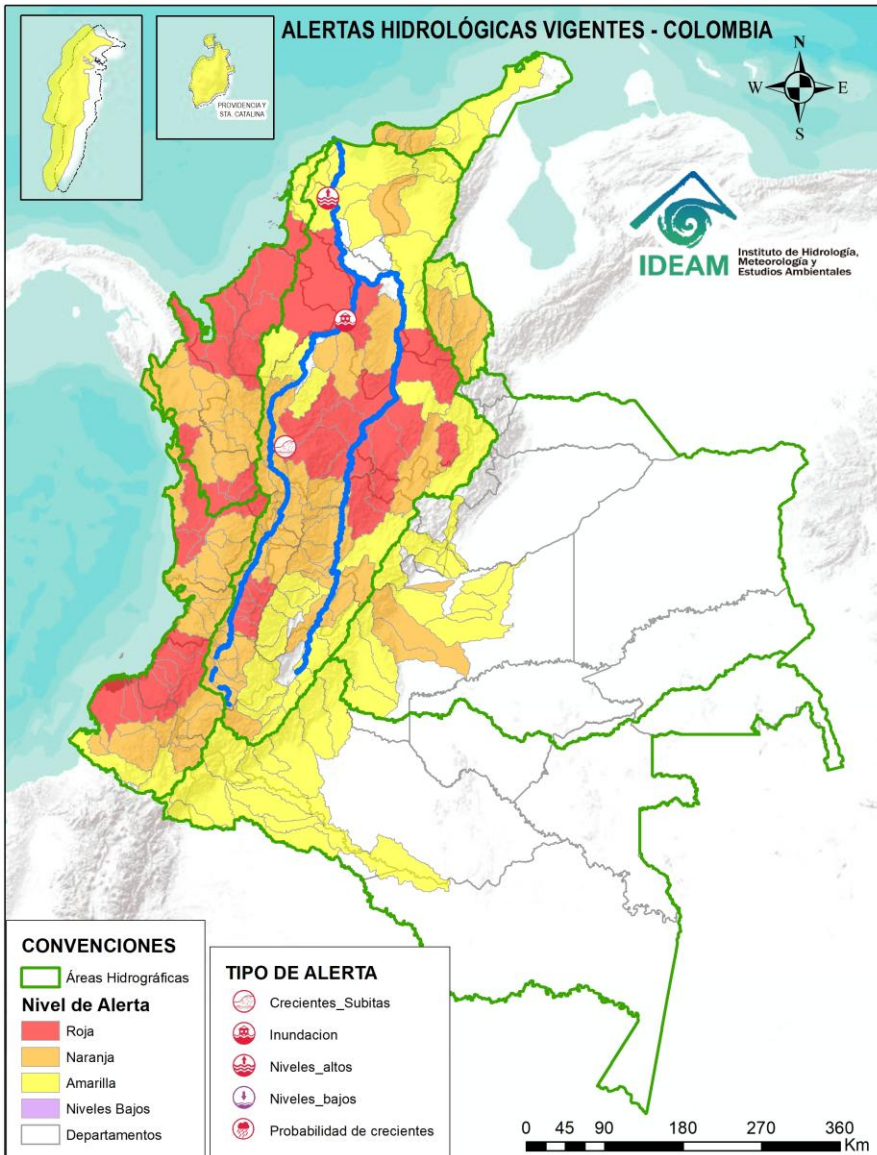 ALERTAS HIDROLÓGICAS VIGENTES - COLOMBIA
PROVIDENCIA Y
STA. CATALINA
N
W
E
S
IDEAM
Instituto de Hidrología,
Meteorología y
Estudios Ambientales
CONVENCIONES
Áreas Hidrográficas
Nivel de Alerta
Roja
Naranja
Amarilla
Niveles Bajos
Departamentos
TIPO DE ALERTA
Crecientes_Subitas
Inundacion
Niveles_altos
Niveles_bajos
Probabilidad de crecientes
0 45 90 180 270 360
Km